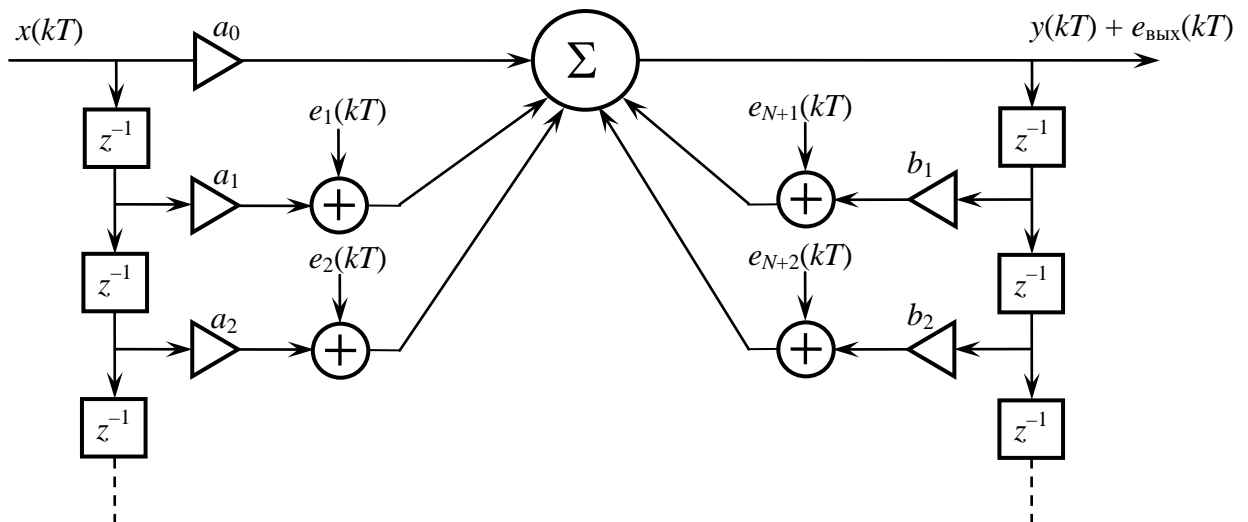 x(kT) a₀ Σ y(kT) + eвых(kT)
z⁻¹ e₁(kT) eN+1(kT) z⁻¹
a₁ + + b₁
z⁻¹ e₂(kT) eN+2(kT) z⁻¹
a₂ + + b₂
z⁻¹ z⁻¹